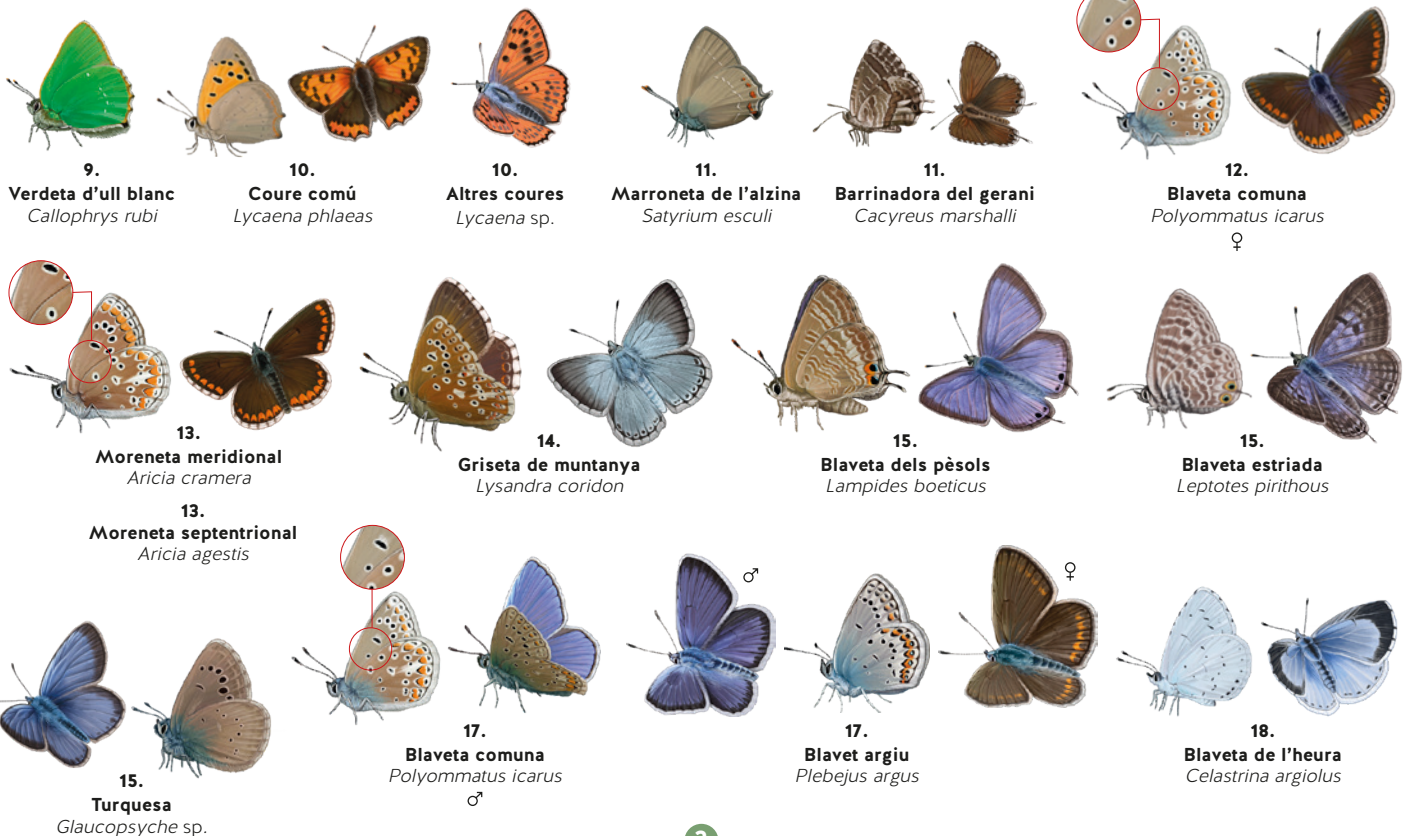 9.
Verdeta d'ull blanc
Callophrys rubi
10.
Coure comú
Lycaena phlaeas
10.
Altres coures
Lycaena sp.
11.
Marroneta de l'alzina
Satyrium esculi
11.
Barrinadora del gerani
Cacyreus marshalli
12.
Blaveta comuna
Polyommatus icarus
♀
13.
Moreneta meridional
Aricia cramera
13.
Moreneta septentrional
Aricia agestis
14.
Griseta de muntanya
Lysandra coridon
15.
Blaveta dels pèsols
Lampides boeticus
15.
Blaveta estriada
Leptotes pirithous
15.
Turquesa
Glaucopsyche sp.
17.
Blaveta comuna
Polyommatus icarus
♂
♂
♀
17.
Blavet argiu
Plebejus argus
18.
Blaveta de l'heura
Celastrina argiolus